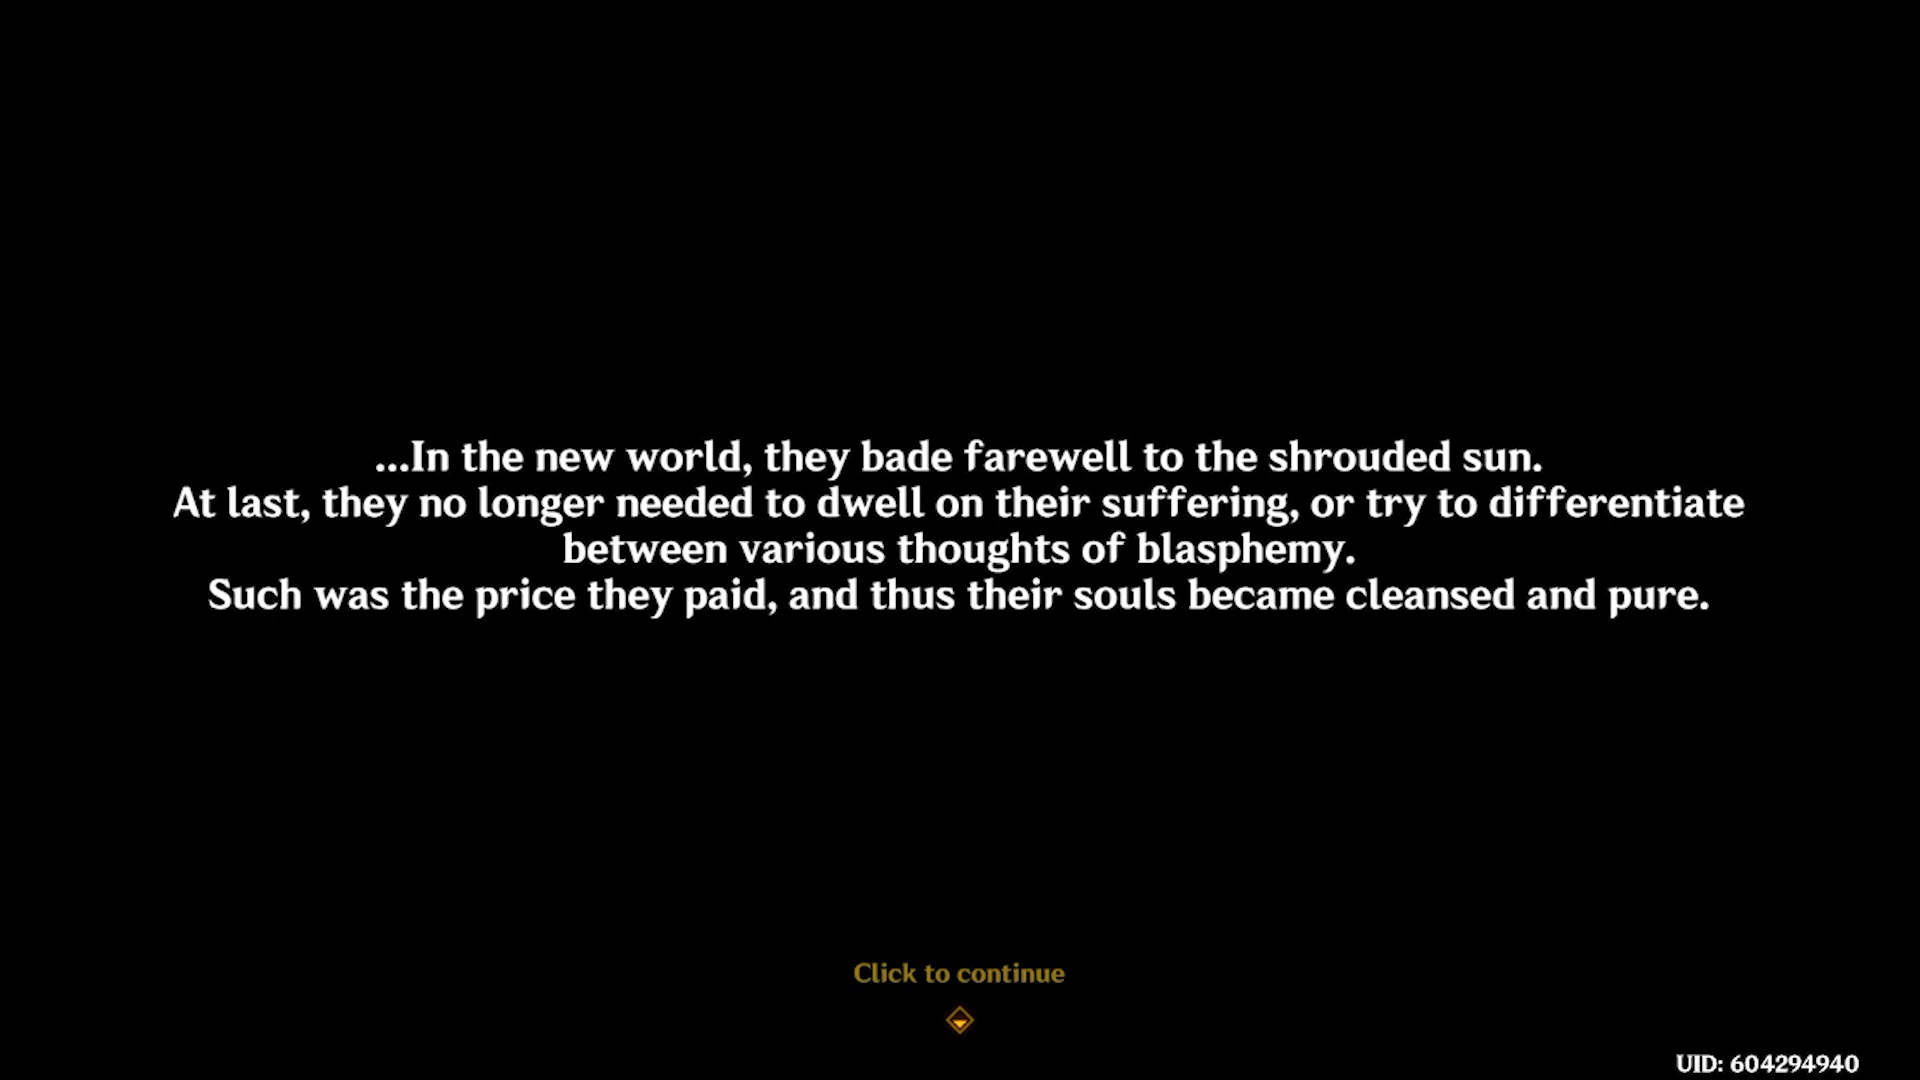 ...In the new world, they bade farewell to the shrouded sun.
At last, they no longer needed to dwell on their suffering, or try to differentiate
between various thoughts of blasphemy.
Such was the price they paid, and thus their souls became cleansed and pure.
Click to continue
UID: 604294940